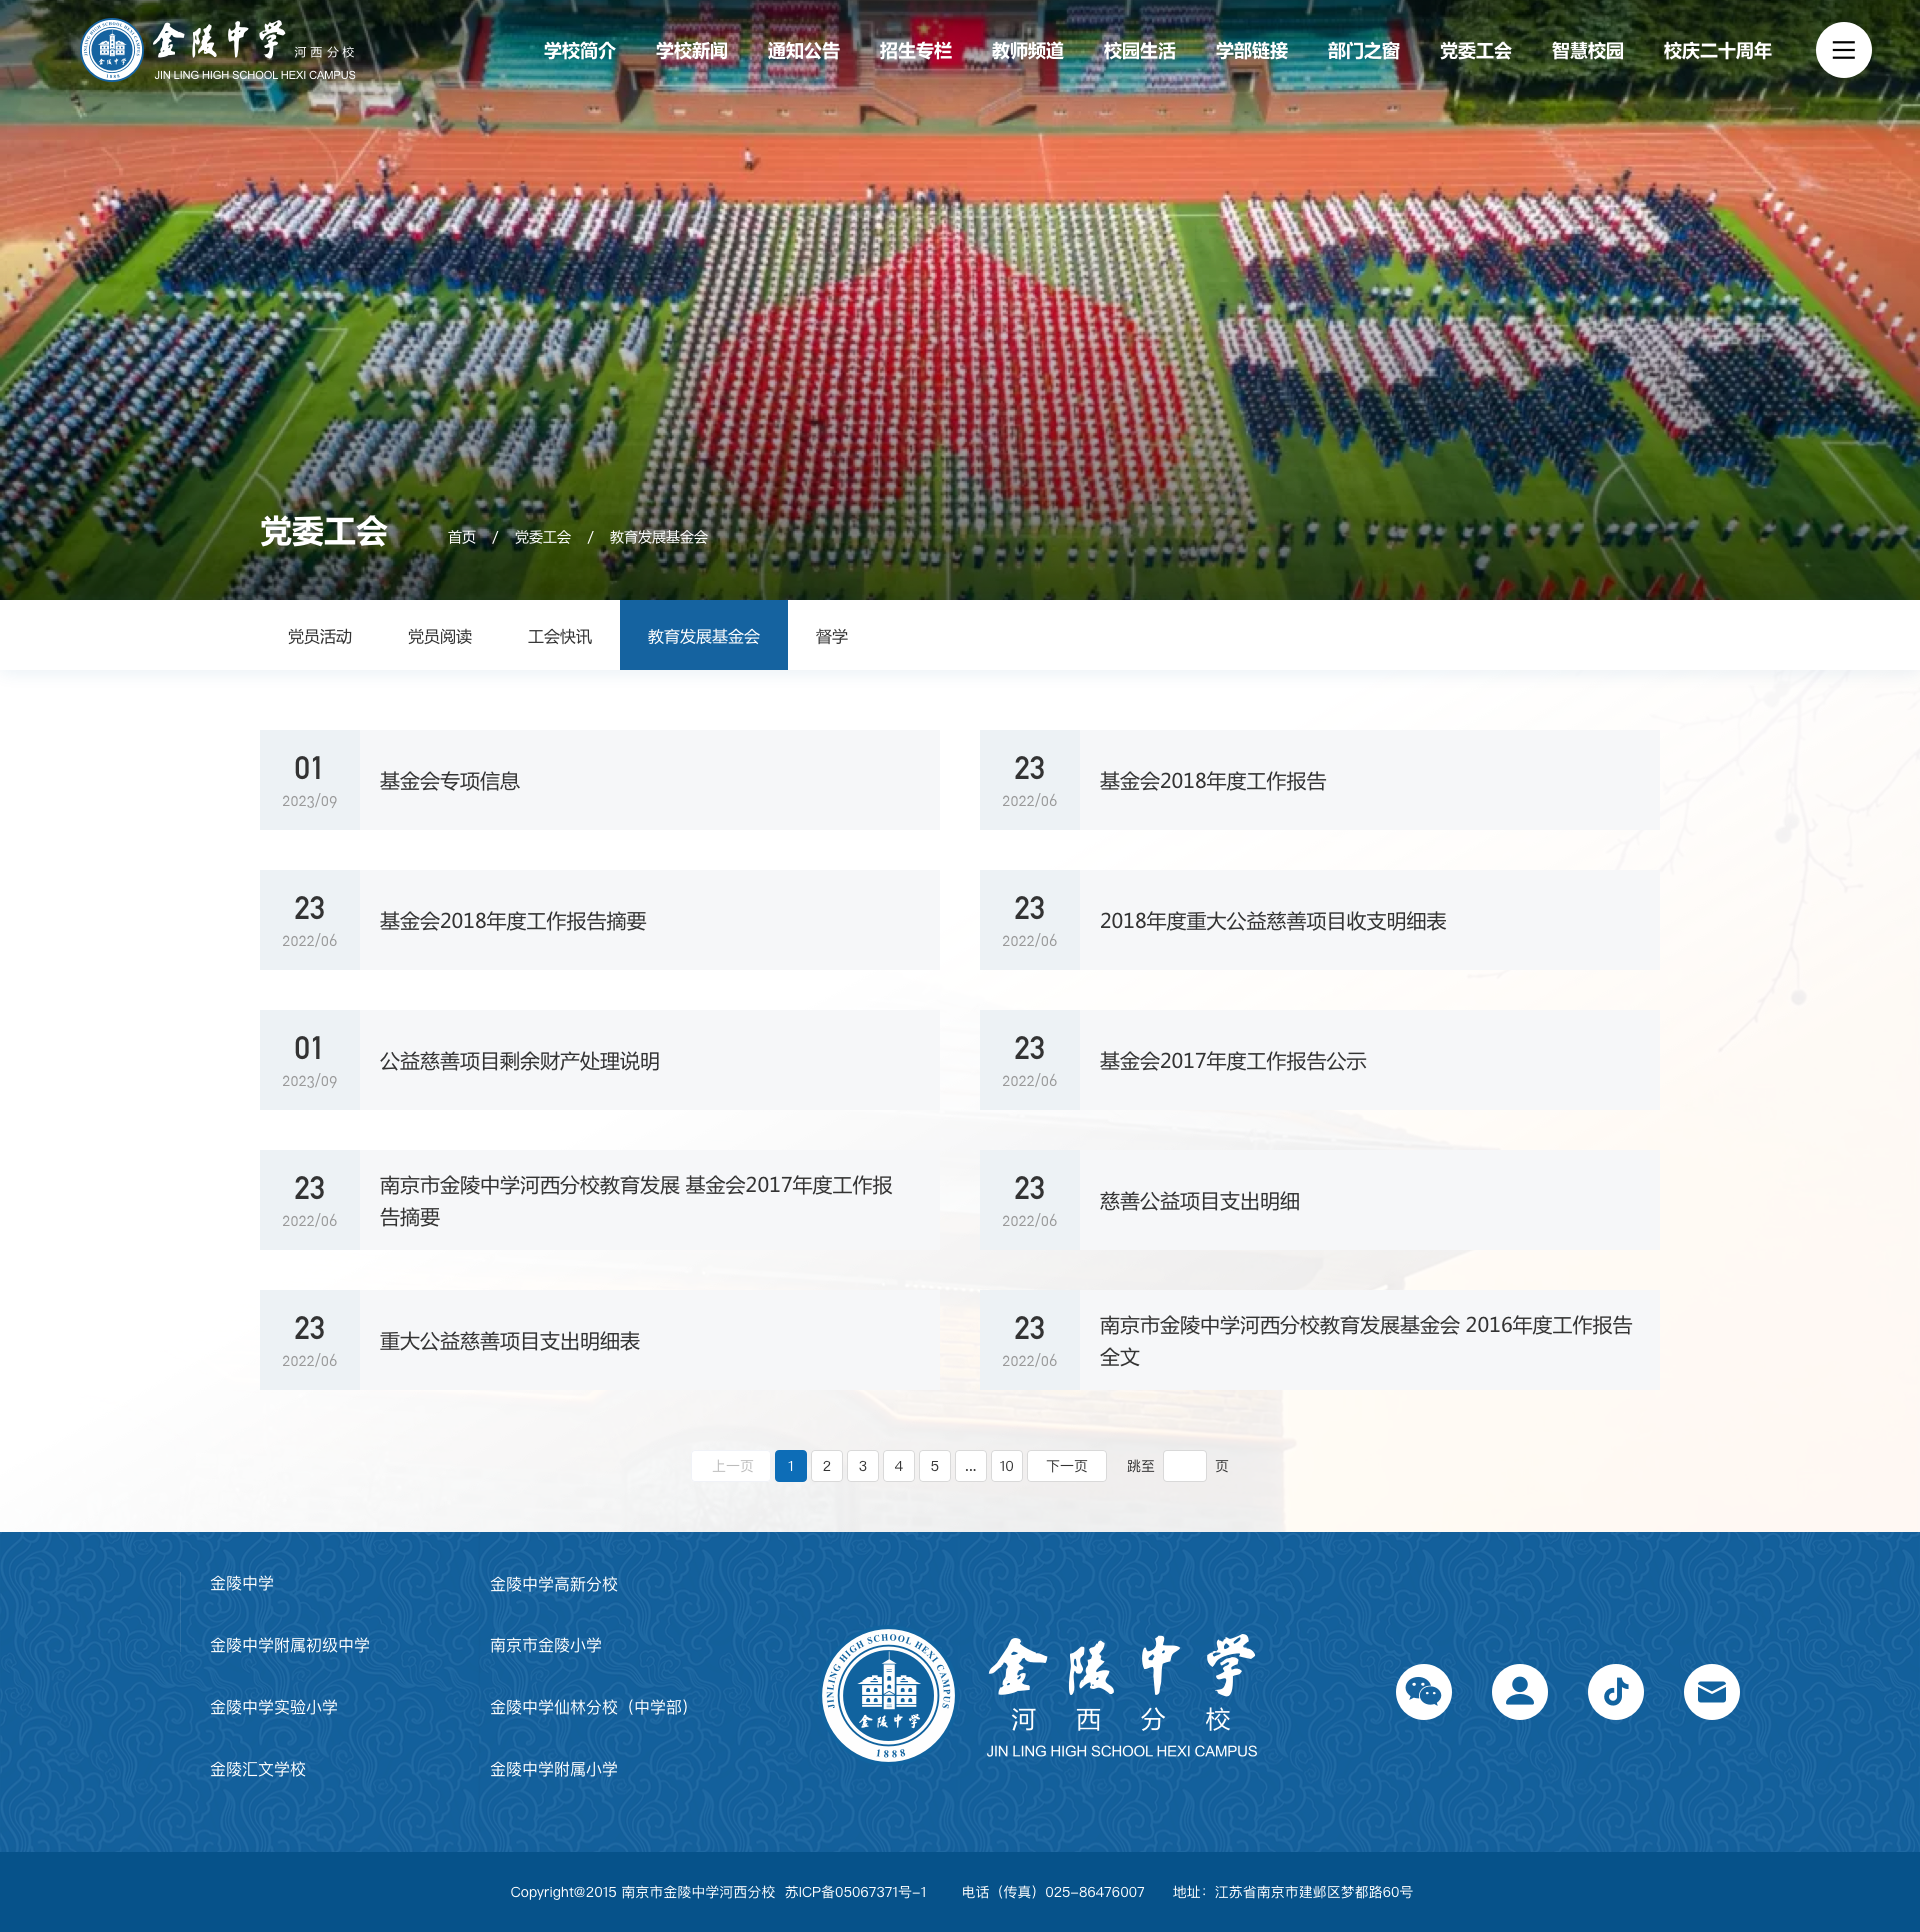 金陵中学 河西分校
JIN LING HIGH SCHOOL HEXI CAMPUS
学校简介 学校新闻 通知公告 招生专栏 教师频道 校园生活 学部链接 部门之窗 党委工会 智慧校园 校庆二十周年
党委工会 首页 / 党委工会 / 教育发展基金会
党员活动 党员阅读 工会快讯 教育发展基金会 督学
01
2023/09
基金会专项信息
23
2022/06
基金会2018年度工作报告
23
2022/06
基金会2018年度工作报告摘要
23
2022/06
2018年度重大公益慈善项目收支明细表
01
2023/09
公益慈善项目剩余财产处理说明
23
2022/06
基金会2017年度工作报告公示
23
2022/06
南京市金陵中学河西分校教育发展 基金会2017年度工作报
告摘要
23
2022/06
慈善公益项目支出明细
23
2022/06
重大公益慈善项目支出明细表
23
2022/06
南京市金陵中学河西分校教育发展基金会 2016年度工作报告
全文
上一页 1 2 3 4 5 ... 10 下一页 跳至 页
金陵中学 金陵中学高新分校
金陵中学附属初级中学 南京市金陵小学
金陵中学实验小学 金陵中学仙林分校（中学部）
金陵汇文学校 金陵中学附属小学
JINLING HIGH SCHOOL HEXI CAMPUS
金陵中学
1888
金陵中学
河西分校
JIN LING HIGH SCHOOL HEXI CAMPUS
Copyright@2015 南京市金陵中学河西分校 苏ICP备05067371号-1 电话（传真）025-86476007 地址：江苏省南京市建邺区梦都路60号